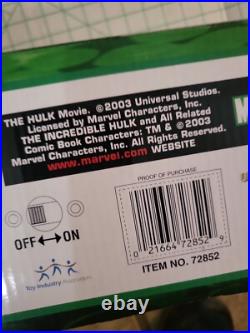 THE HULK Movie. ©2003 Universal Studios.
Licensed by Marvel Characters, Inc.
THE INCREDIBLE HULK and All Related
Comic Book Characters: TM & ©2003
Marvel Characters, Inc. All Rights Reserved.
www.marvel.com WEBSITE
M
PROOF OF PURCHASE
OFF ↔ ON
0 21664 72852 9
Toy Industry Association
ITEM NO. 72852